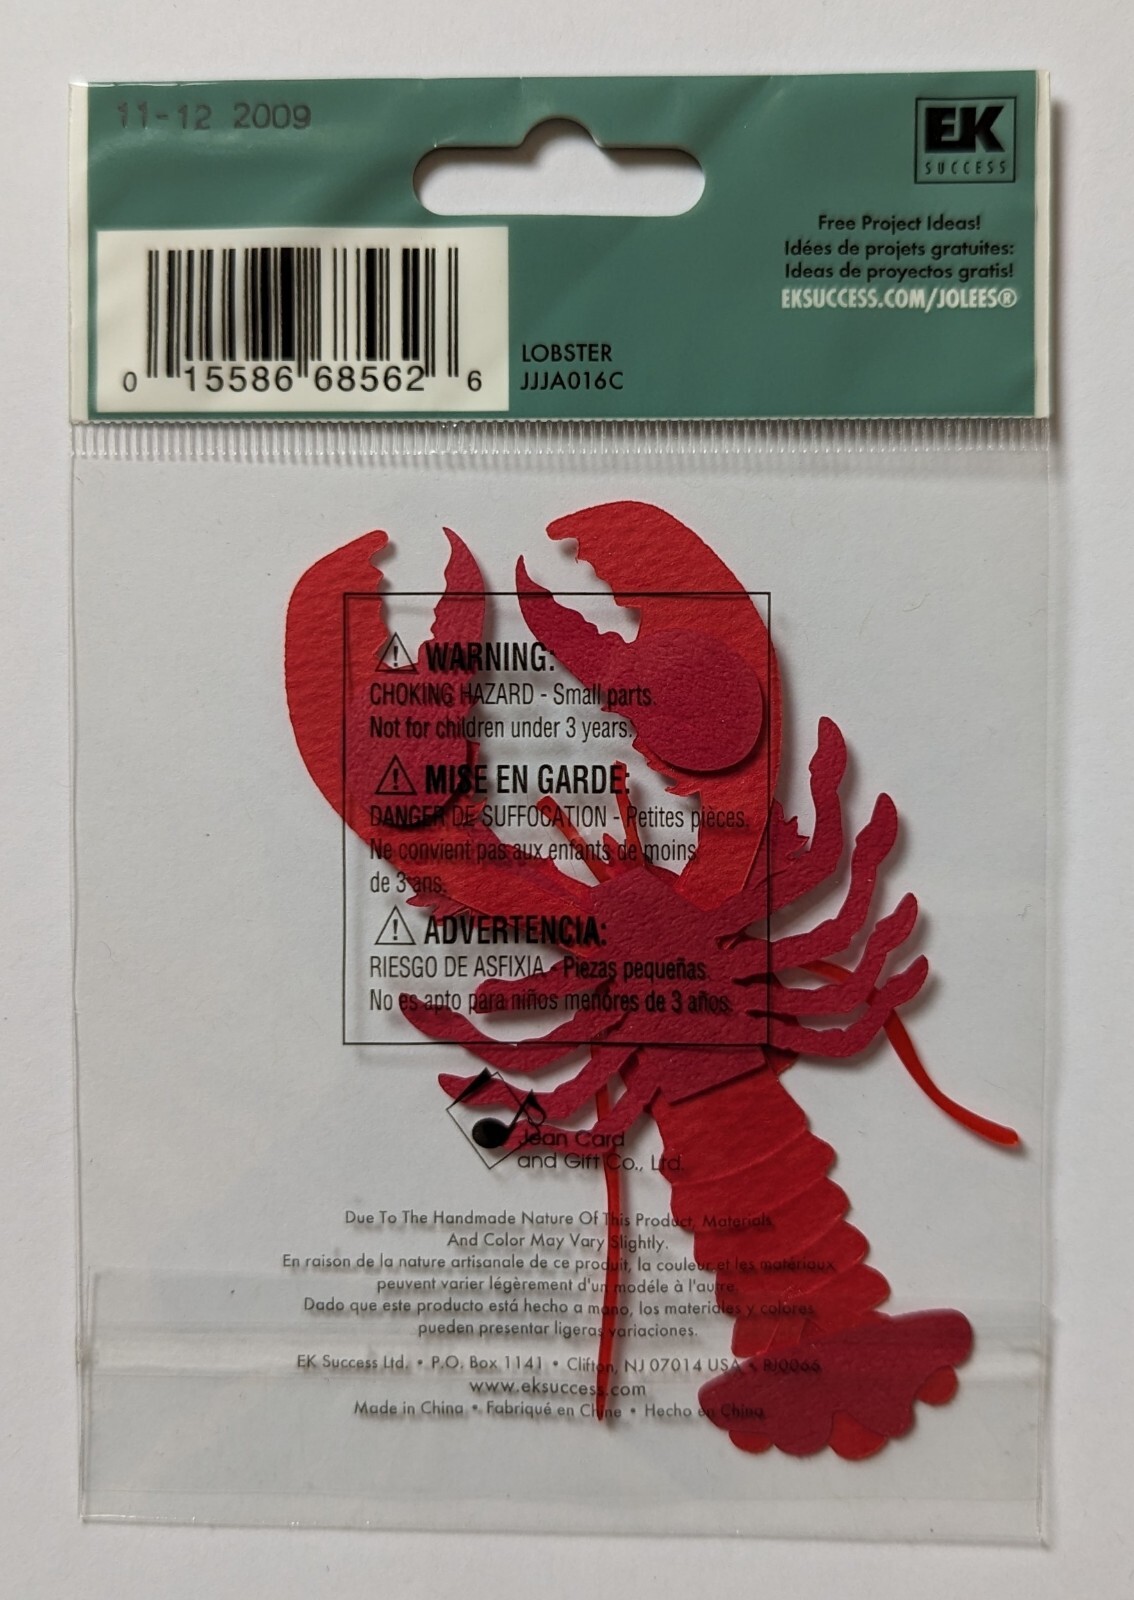 11-12 2009
EK
SUCCESS
Free Project Ideas!
Idées de projets gratuites:
Ideas de proyectos gratis!
EKSUCCESS.COM/JOLEES®
0 15586 68562 6
LOBSTER
JJJA016C
WARNING:
CHOKING HAZARD - Small parts.
Not for children under 3 years.
MISE EN GARDE:
DANGER DE SUFFOCATION - Petites pièces.
Ne convient pas aux enfants de moins
de 3 ans.
ADVERTENCIA:
RIESGO DE ASFIXIA - Piezas pequeñas.
No es apto para niños menores de 3 años.
Jean Card
and Gift Co., Ltd.
Due To The Handmade Nature Of This Product, Materials
And Color May Vary Slightly.
En raison de la nature artisanale de ce produit, la couleur et les matériaux
peuvent varier légèrement d'un modéle à l'autre.
Dado que este producto está hecho a mano, los materiales y colores
pueden presentar ligeras variaciones.
EK Success Ltd. • P.O. Box 1141 • Clifton, NJ 07014 USA •
www.eksuccess.com
Made in China • Fabriqué en Chine • Hecho en China